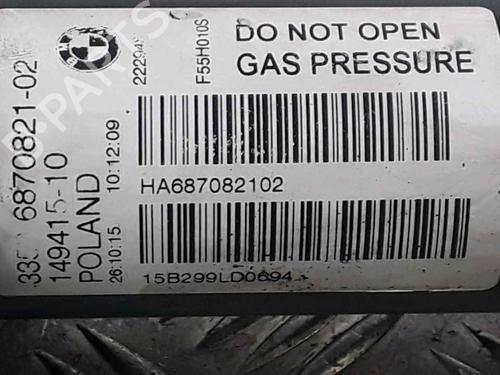 DO NOT OPEN
GAS PRESSURE
HA687082102
15B299LD0694
6870821-02
149415-10
POLAND
26.10.15 10:12:09
F55H010S